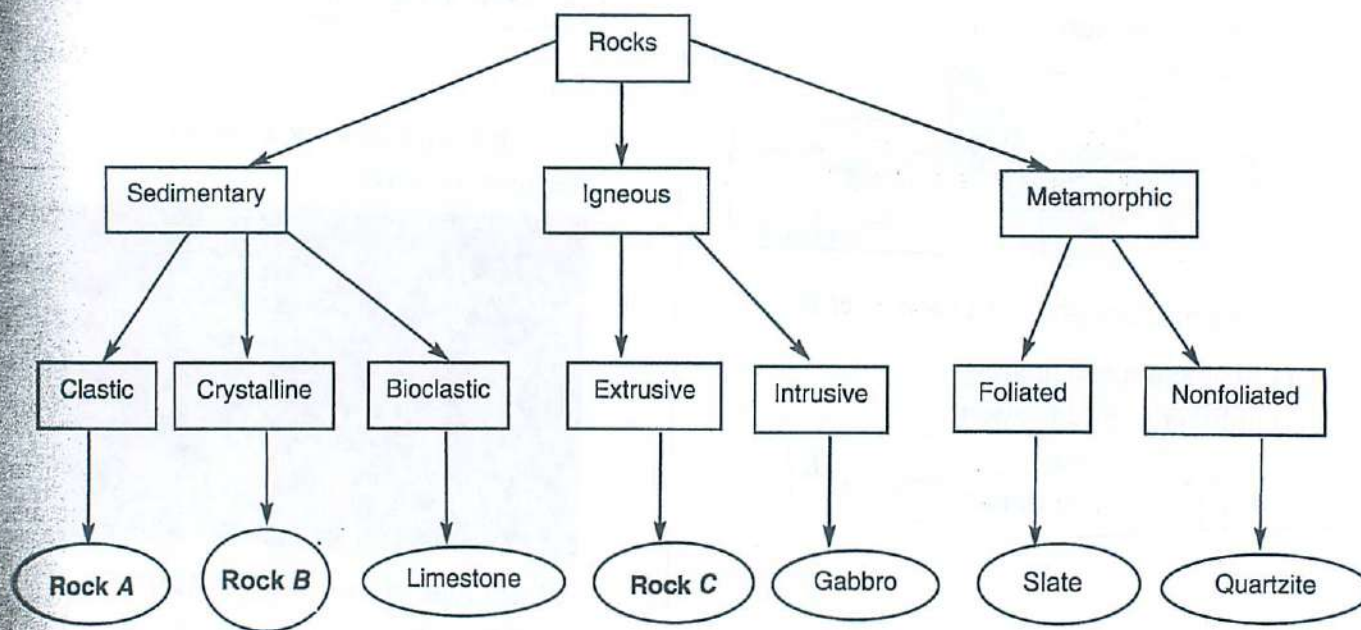 Rocks
Sedimentary
Igneous
Metamorphic
Clastic
Crystalline
Bioclastic
Extrusive
Intrusive
Foliated
Nonfoliated
Rock A
Rock B
Limestone
Rock C
Gabbro
Slate
Quartzite